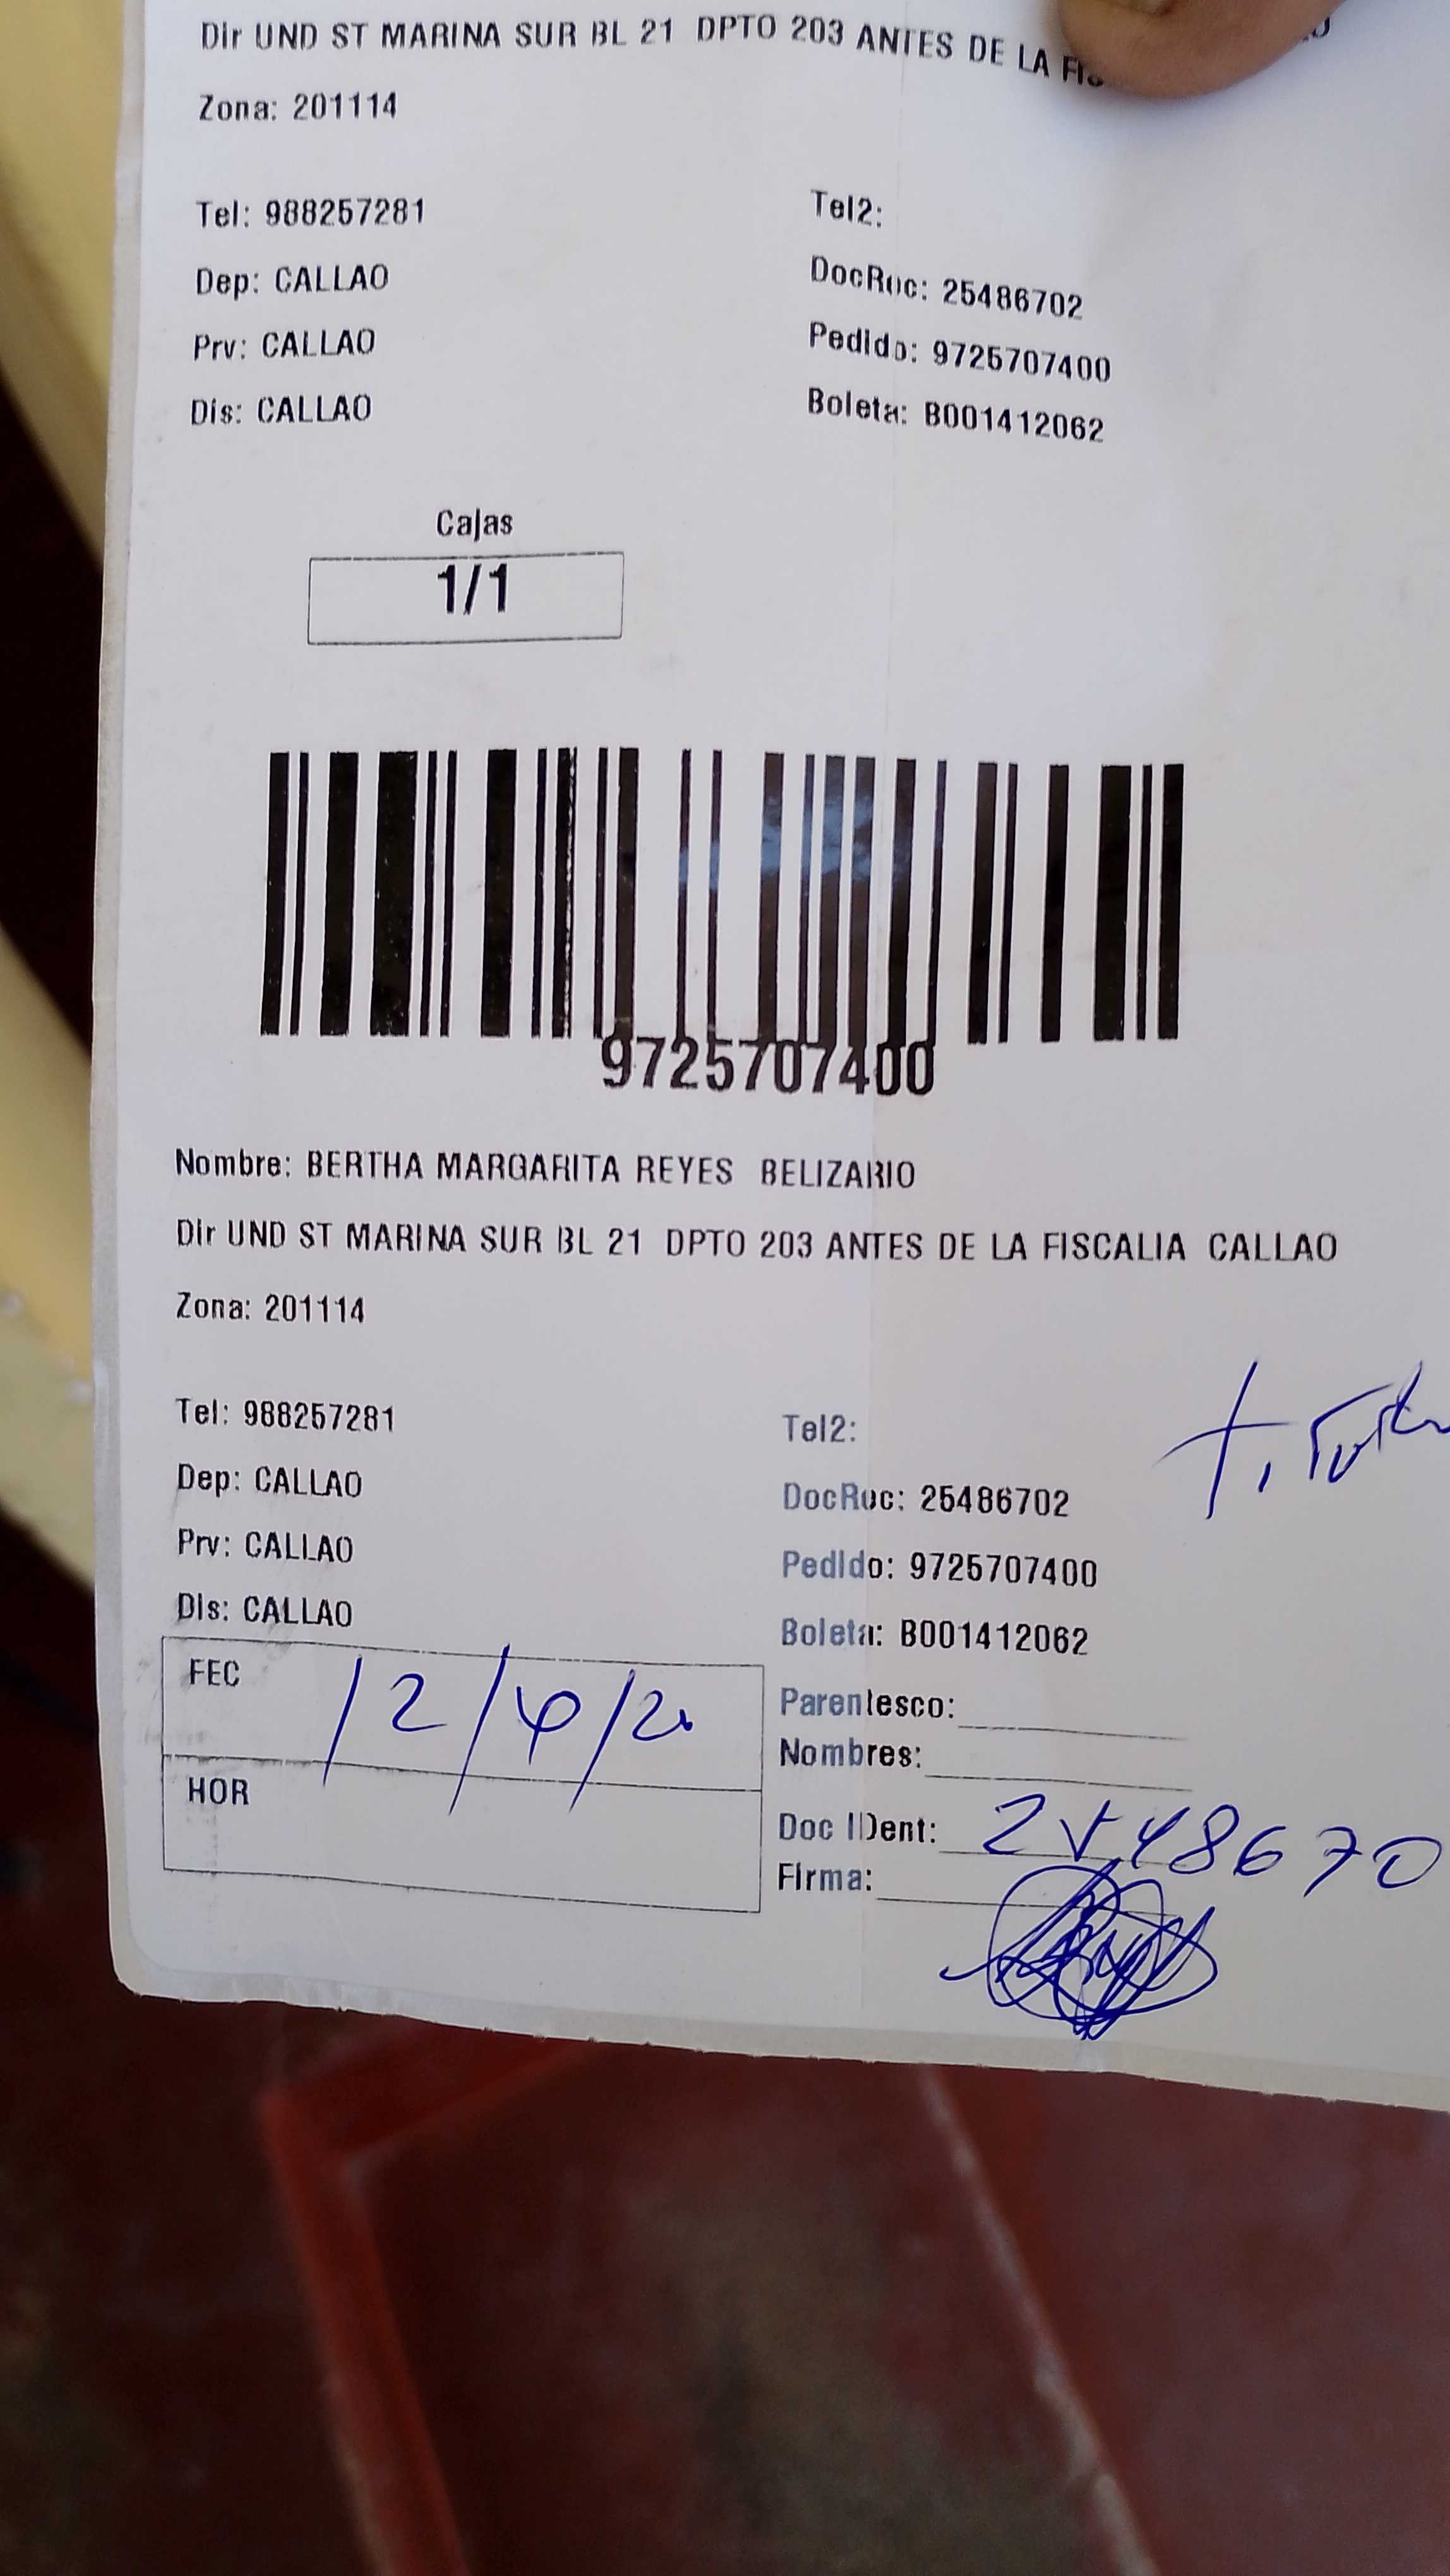 Dir UND ST MARINA SUR BL 21 DPTO 203 ANTES DE LA
Zona: 201114
Tel: 988257281 Tel2:
Dep: CALLAO DocRuc: 25486702
Prv: CALLAO Pedido: 9725707400
Dis: CALLAO Boleta: B001412062
Cajas
1/1
9725707400
Nombre: BERTHA MARGARITA REYES BELIZARIO
Dir UND ST MARINA SUR BL 21 DPTO 203 ANTES DE LA FISCALIA CALLAO
Zona: 201114
Tel: 988257281 Tel2:
Dep: CALLAO DocRuc: 25486702
Prv: CALLAO Pedido: 9725707400
Dis: CALLAO Boleta: B001412062
FEC 12/4/20 Parentesco:
Nombres:
HOR Doc IDent: 2548670
Firma: